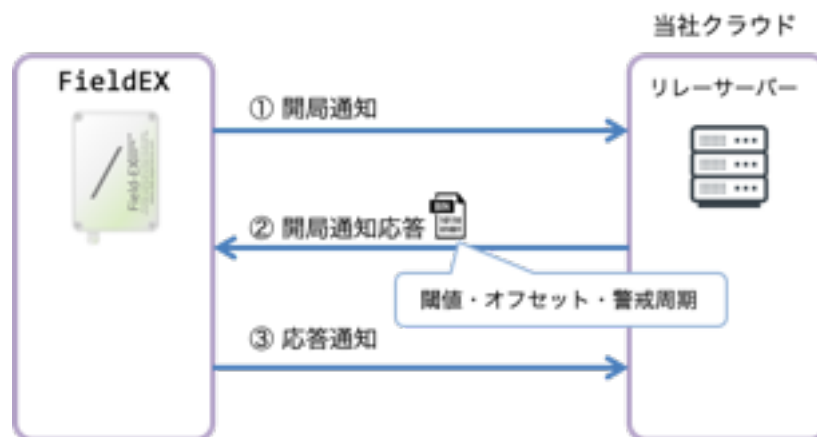 当社クラウド
FieldEX
リレーサーバー
① 開局通知
Field-EX
② 開局通知応答
閾値・オフセット・警戒周期
③ 応答通知